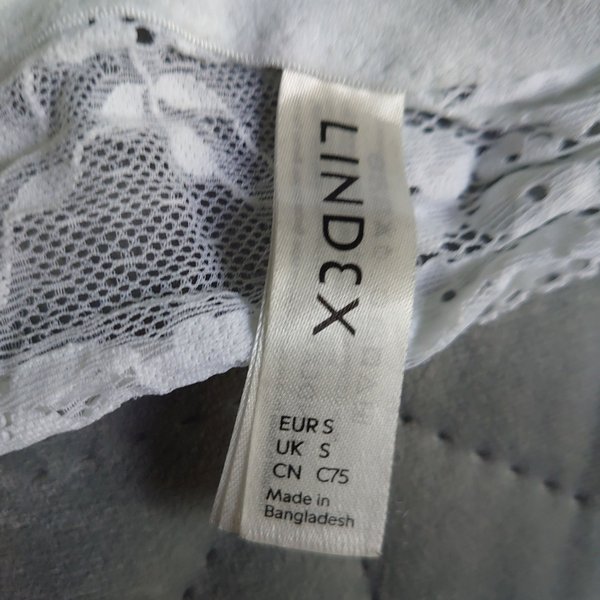 LINDEX
EUR S
UK S
CN C75
Made in
Bangladesh